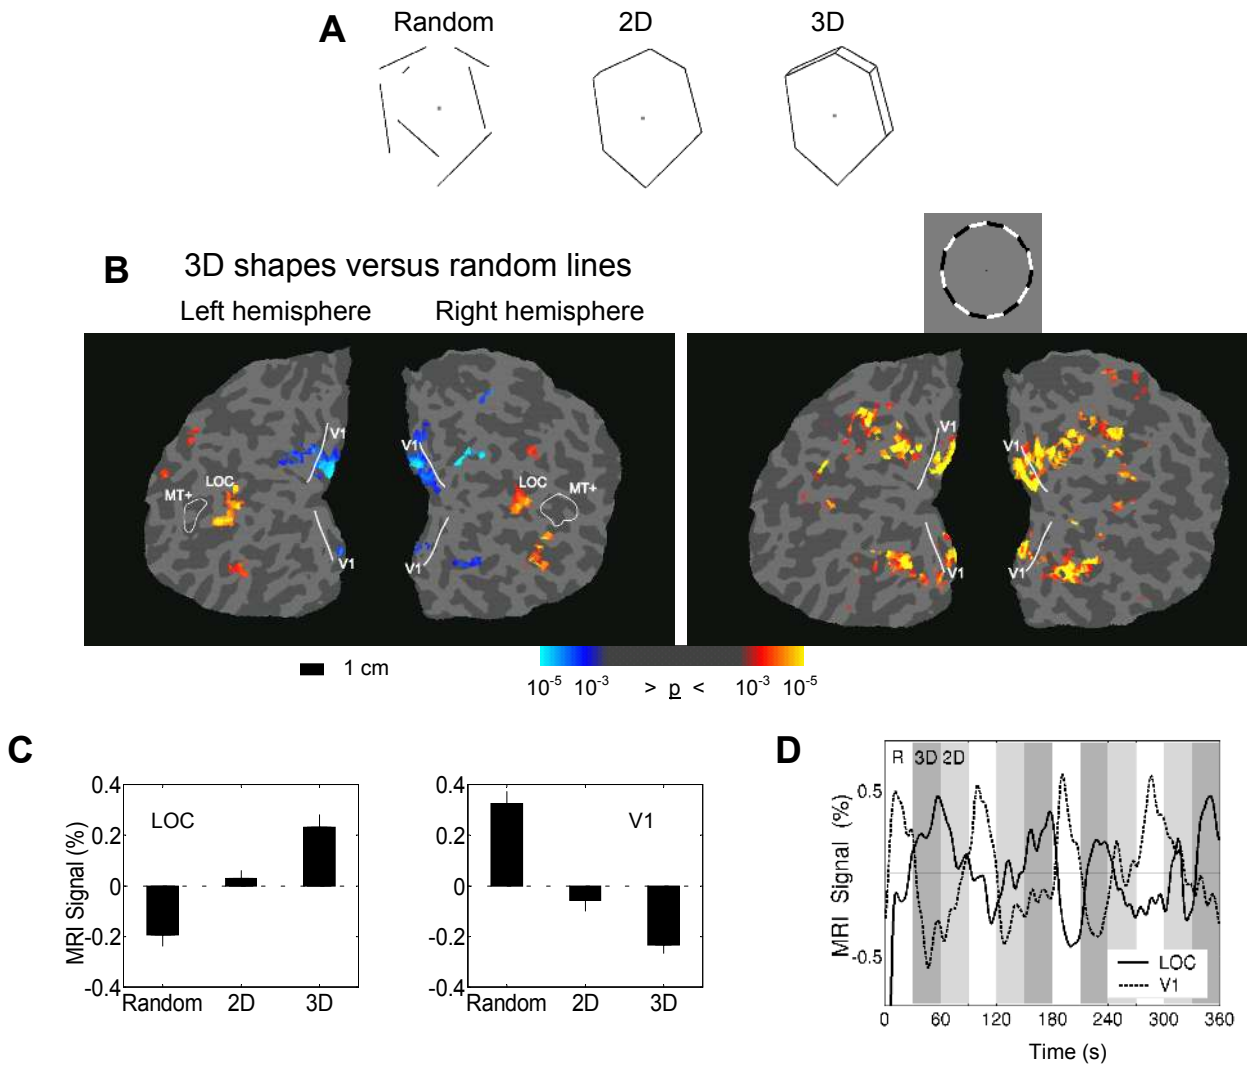 A
Random 2D 3D
B 3D shapes versus random lines
Left hemisphere Right hemisphere
V1 V1
LOC LOC
MT+ MT+
V1 V1
V1 V1
V1 V1
1 cm
10-5 10-3 > p < 10-3 10-5
C
MRI Signal (%)
0.4
0.2
0
-0.2
-0.4
LOC
Random 2D 3D
0.4
0.2
0
-0.2
-0.4
V1
Random 2D 3D
D
MRI Signal (%)
R 3D 2D
0.5
-0.5
LOC
V1
0 60 120 180 240 300 360
Time (s)